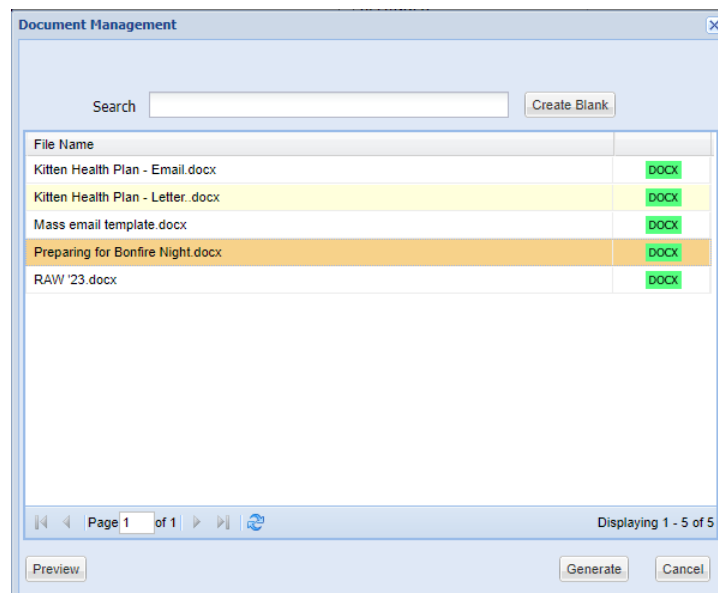 Document Management
Search Create Blank
File Name
Kitten Health Plan - Email.docx DOCX
Kitten Health Plan - Letter..docx DOCX
Mass email template.docx DOCX
Preparing for Bonfire Night.docx DOCX
RAW '23.docx DOCX
Page 1 of 1 Displaying 1 - 5 of 5
Preview Generate Cancel